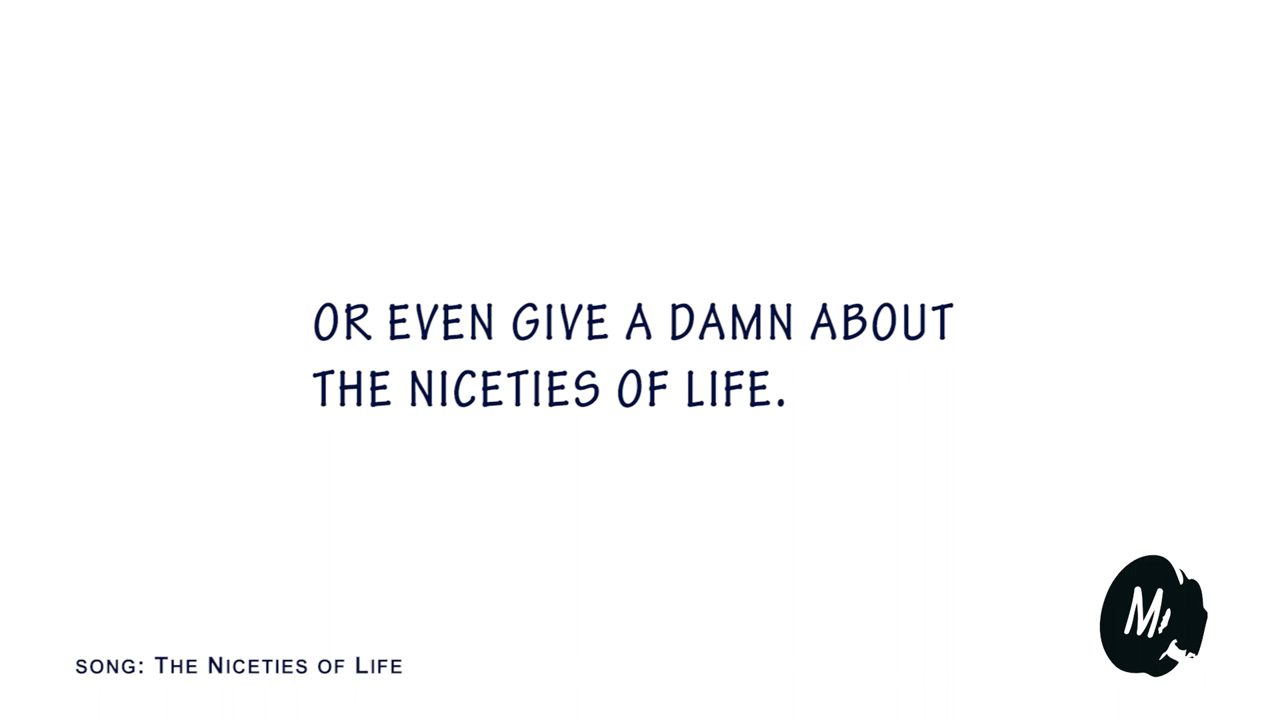 OR EVEN GIVE A DAMN ABOUT
THE NICETIES OF LIFE.
M
SONG: THE NICETIES OF LIFE